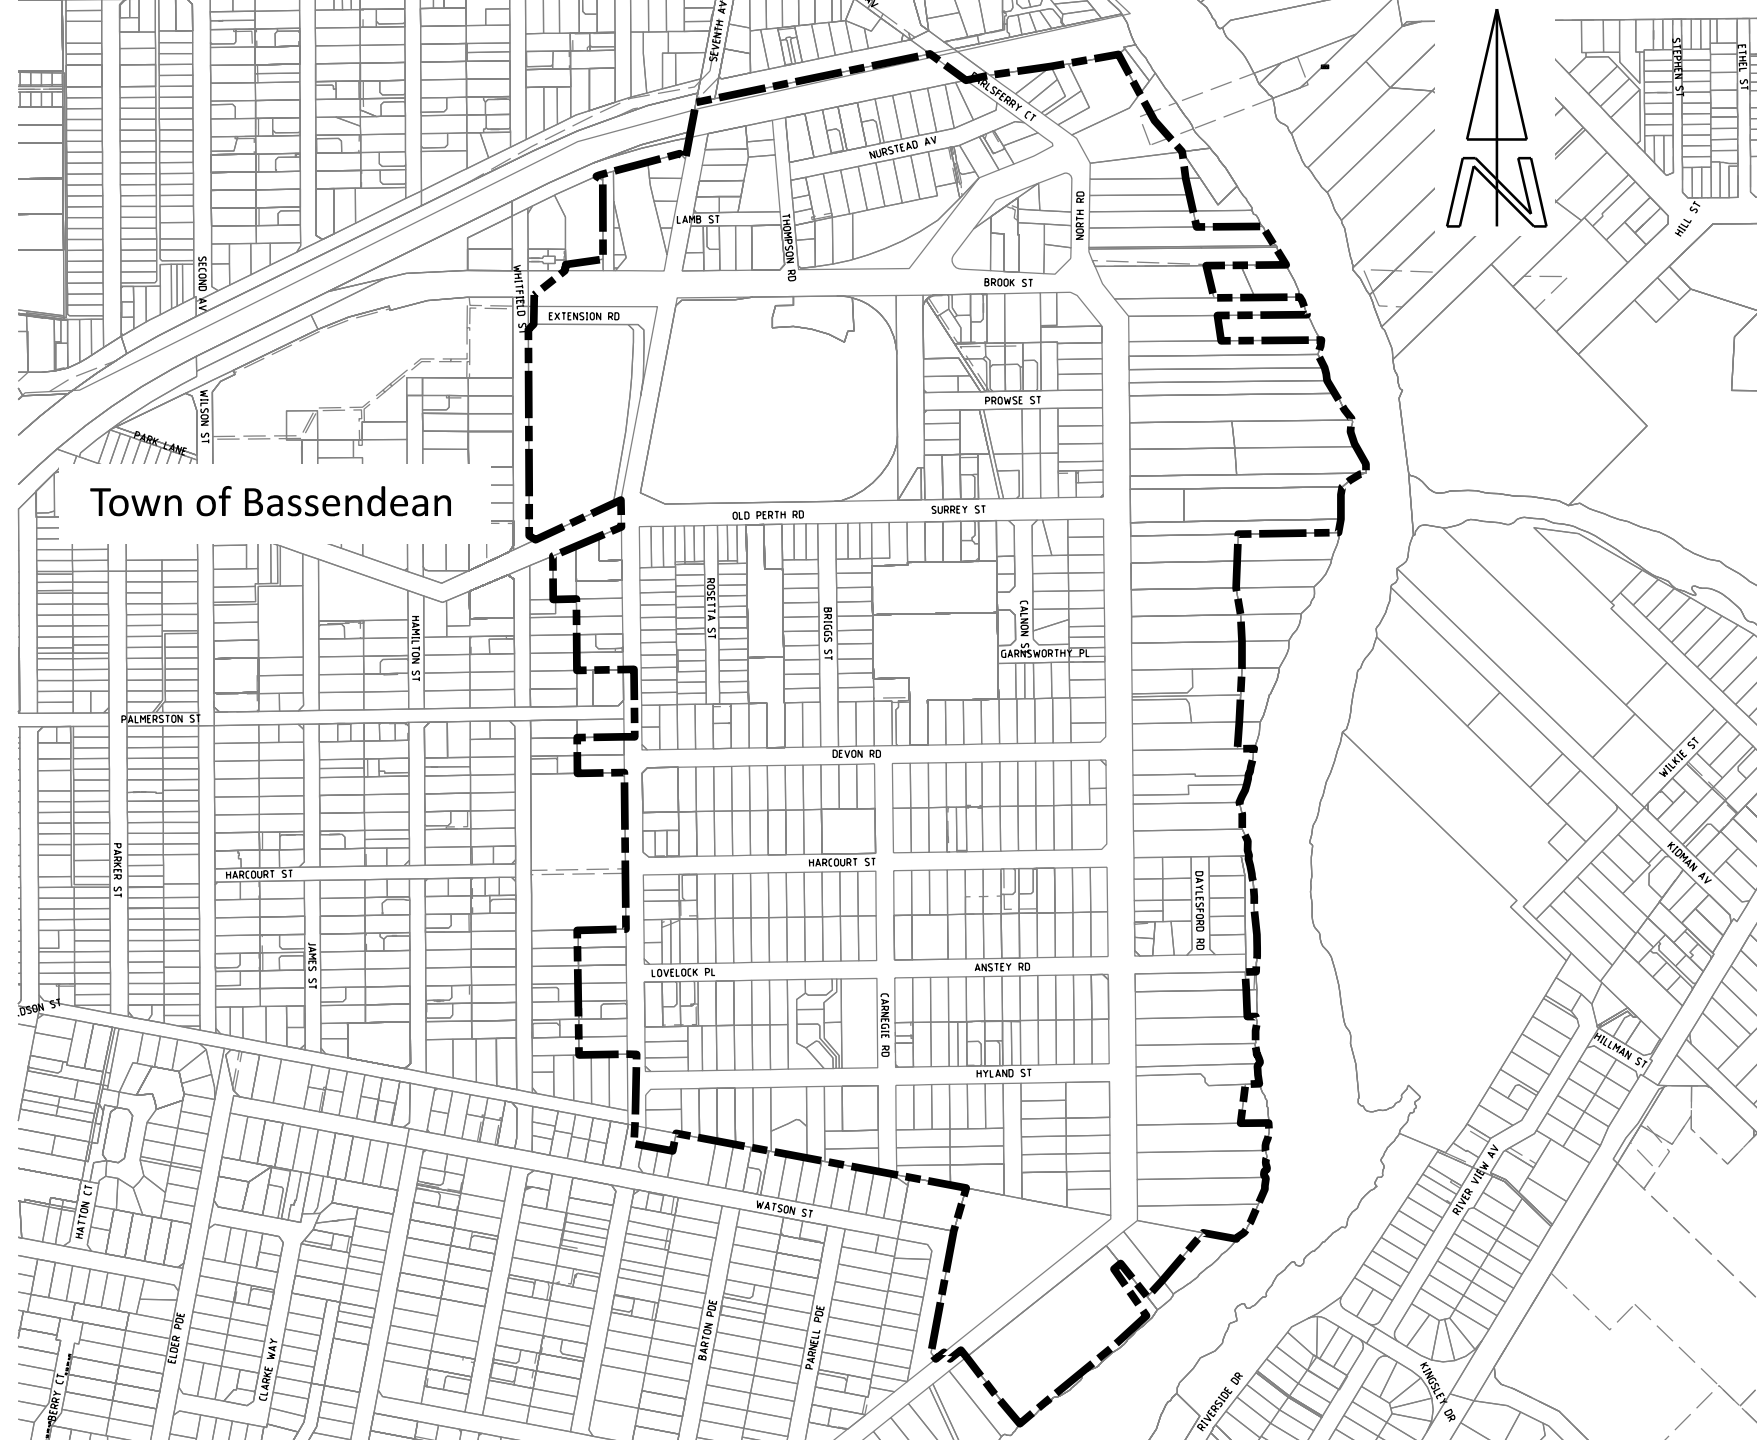 SEVENTH AV
STEPHEN ST
ETHEL ST
NURSTEAD AV
LAMB ST
THOMPSON RD
NORTH RD
HILL ST
SECOND AV
WHITFIELD ST
BROOK ST
EXTENSION RD
WILSON ST
PROWSE ST
PARK LANE
Town of Bassendean
OLD PERTH RD
SURREY ST
ROSETTA ST
BRIGGS ST
CALNON ST
HAMILTON ST
GARNSWORTHY PL
PALMERSTON ST
DEVON RD
WILKIE ST
PARKER ST
HARCOURT ST
HARCOURT ST
KIDMAN AV
DAYLESFORD RD
JAMES ST
LOVELOCK PL
ANSTEY RD
CARNEGIE RD
HILLMAN ST
HYLAND ST
RIVER VIEW AV
HATTON CT
WATSON ST
ELDER PDE
CLARKE WAY
BARTON PDE
PARNELL PDE
BERRY CT
RIVERSIDE DR
KINGSLEY DR
N